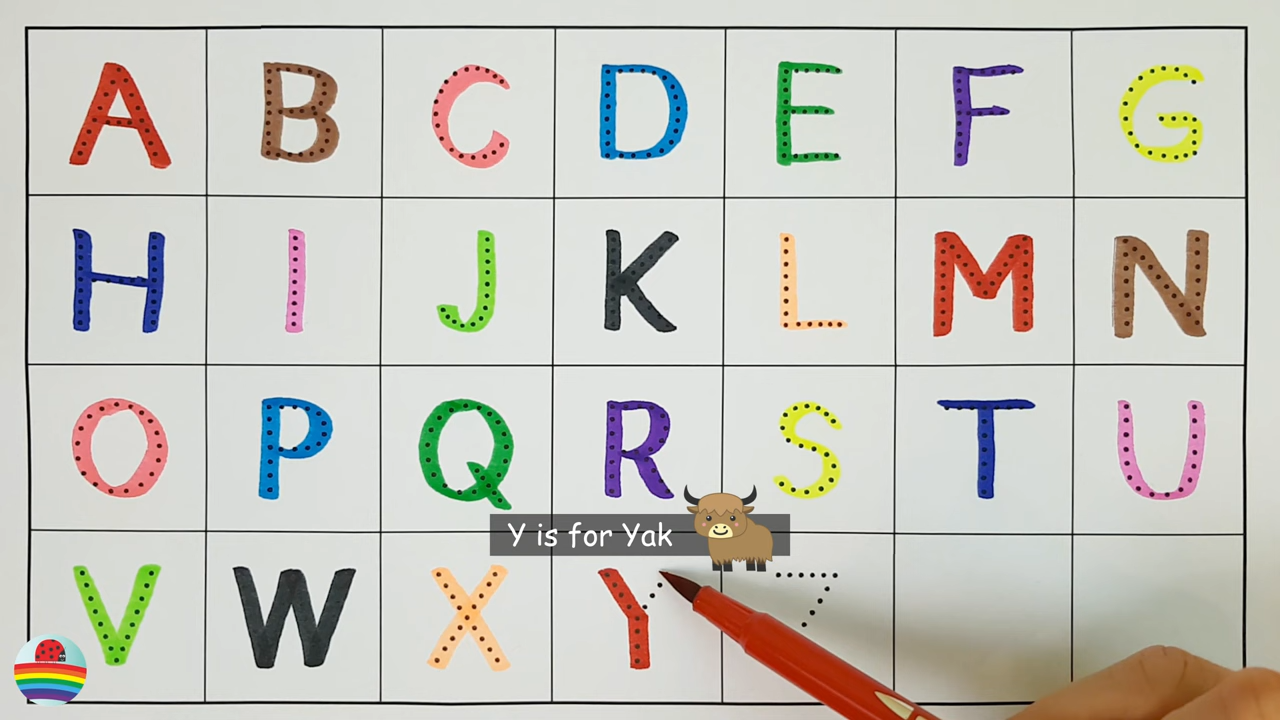 A B C D E F G
H I J K L M N
O P Q R S T U
Y is for Yak
V W X Y